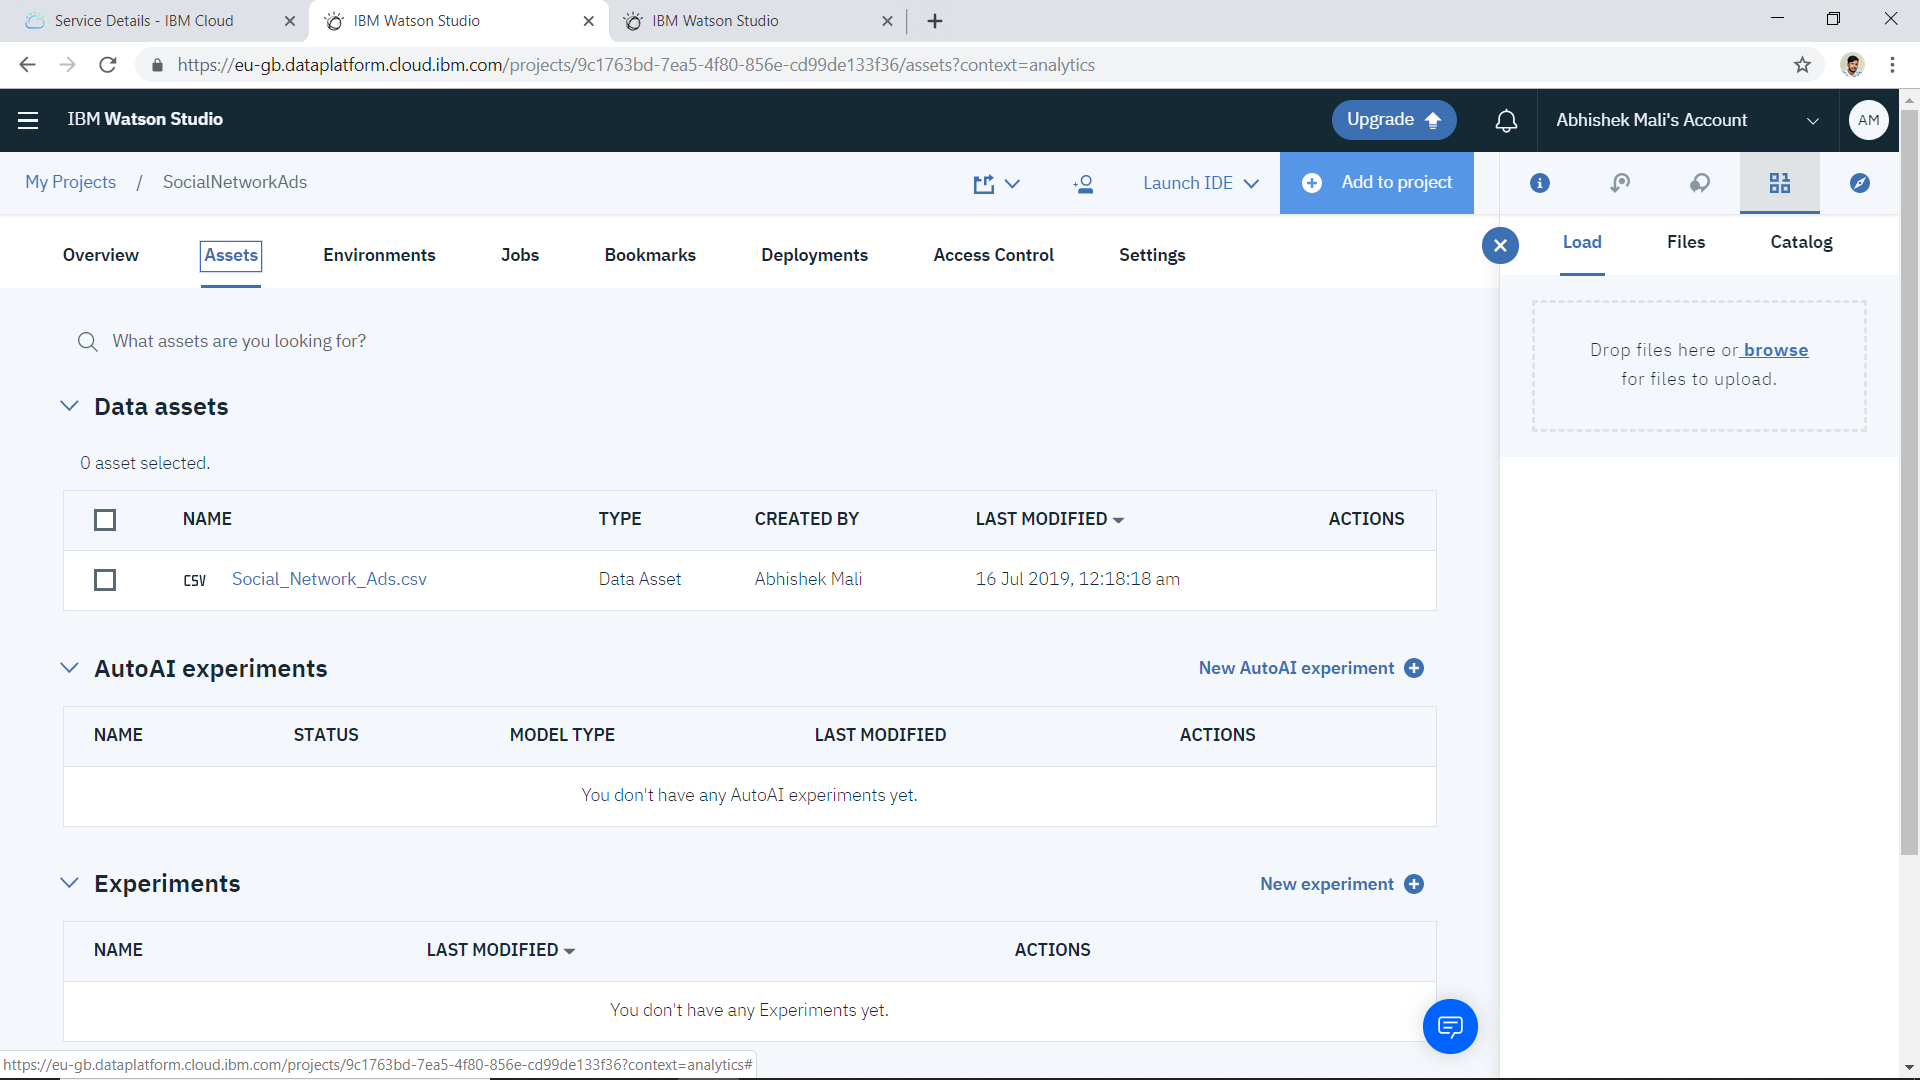 Service Details - IBM Cloud
IBM Watson Studio
IBM Watson Studio
https://eu-gb.dataplatform.cloud.ibm.com/projects/9c1763bd-7ea5-4f80-856e-cd99de133f36/assets?context=analytics
IBM Watson Studio
Upgrade
Abhishek Mali's Account
AM
My Projects / SocialNetworkAds
Launch IDE
Add to project
Overview
Assets
Environments
Jobs
Bookmarks
Deployments
Access Control
Settings
Load
Files
Catalog
Drop files here or browse
for files to upload.
What assets are you looking for?
Data assets
0 asset selected.
NAME TYPE CREATED BY LAST MODIFIED ACTIONS
CSV Social_Network_Ads.csv Data Asset Abhishek Mali 16 Jul 2019, 12:18:18 am
AutoAI experiments
New AutoAI experiment
NAME STATUS MODEL TYPE LAST MODIFIED ACTIONS
You don't have any AutoAI experiments yet.
Experiments
New experiment
NAME LAST MODIFIED ACTIONS
You don't have any Experiments yet.
https://eu-gb.dataplatform.cloud.ibm.com/projects/9c1763bd-7ea5-4f80-856e-cd99de133f36?context=analytics#